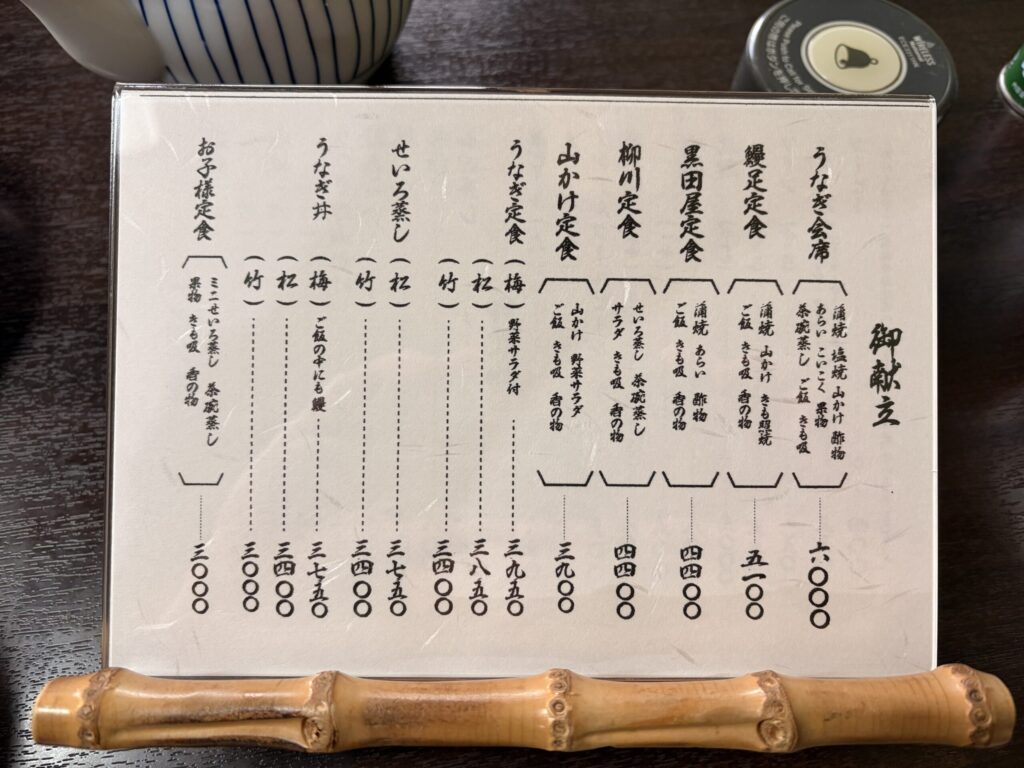 御献立
うなぎ会席
蒲焼 塩焼 山かけ 酢物
あらい こいこく 果物
茶碗蒸し ご飯 きも吸
六〇〇〇
鰻足定食
蒲焼 山かけ きも照焼
ご飯 きも吸 香の物
五一〇〇
黒田屋定食
蒲焼 あらい 酢物
ご飯 きも吸 香の物
四四〇〇
柳川定食
せいろ蒸し 茶碗蒸し
サラダ きも吸 香の物
四四〇〇
山かけ定食
山かけ 野菜サラダ
ご飯 きも吸 香の物
三九〇〇
うなぎ定食 (梅) 野菜サラダ付 三九五〇
(松) 三八五〇
(竹) 三四〇〇
せいろ蒸し (松) 三七五〇
(竹) 三四〇〇
うなぎ丼 (梅) ご飯の中にも鰻 三七五〇
(松) 三四〇〇
(竹) 三〇〇〇
お子様定食
ミニせいろ蒸し 茶碗蒸し
果物 きも吸 香の物
三〇〇〇